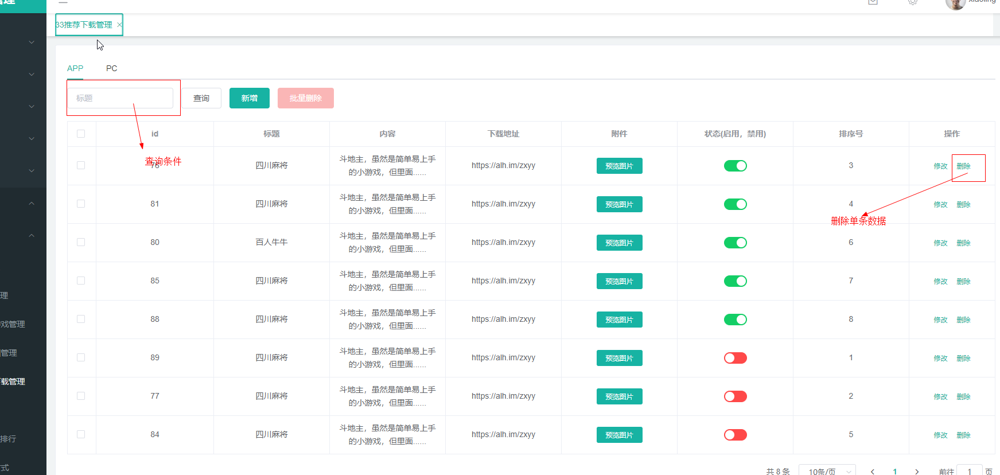 33推荐下载管理
APP PC
标题 查询 新增 批量删除
id 标题 内容 下载地址 附件 状态(启用，禁用) 排序号 操作
查询条件
76 四川麻将 斗地主，虽然是简单易上手 https://alh.im/zxyy 预览图片 3 修改 删除
的小游戏，但里面......
81 四川麻将 斗地主，虽然是简单易上手 https://alh.im/zxyy 预览图片 4 修改 删除
的小游戏，但里面......
删除单条数据
80 百人牛牛 斗地主，虽然是简单易上手 https://alh.im/zxyy 预览图片 6 修改 删除
的小游戏，但里面......
85 四川麻将 斗地主，虽然是简单易上手 https://alh.im/zxyy 预览图片 7 修改 删除
的小游戏，但里面......
理
88 四川麻将 斗地主，虽然是简单易上手 https://alh.im/zxyy 预览图片 8 修改 删除
的小游戏，但里面......
戏管理
89 四川麻将 斗地主，虽然是简单易上手 https://alh.im/zxyy 预览图片 1 修改 删除
的小游戏，但里面......
管理
77 四川麻将 斗地主，虽然是简单易上手 https://alh.im/zxyy 预览图片 2 修改 删除
的小游戏，但里面......
载管理
84 四川麻将 斗地主，虽然是简单易上手 https://alh.im/zxyy 预览图片 5 修改 删除
的小游戏，但里面......
排行
式
共 8 条 10条/页 1 前往 1 页